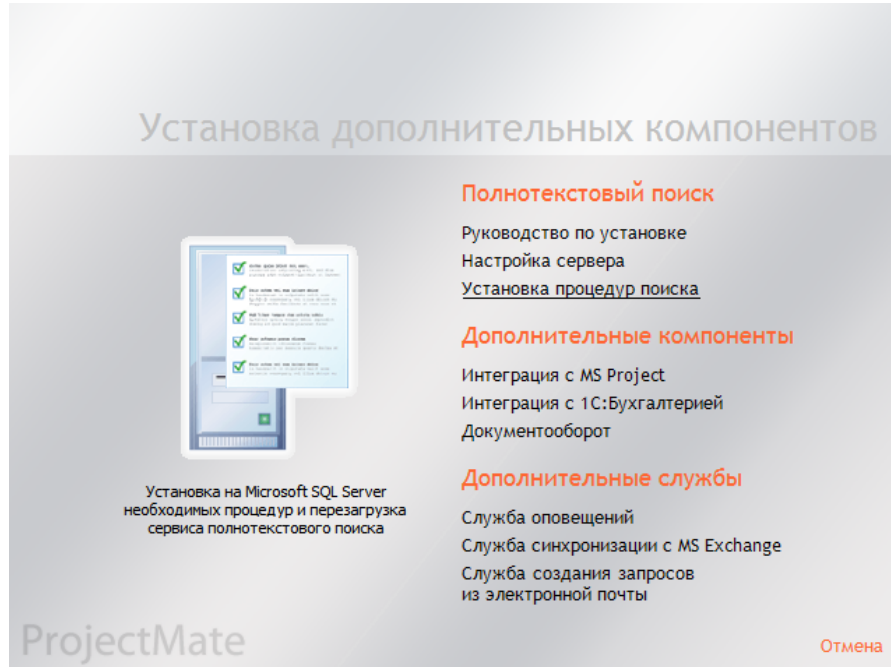 Установка дополнительных компонентов
Полнотекстовый поиск
Руководство по установке
Настройка сервера
Установка процедур поиска
Дополнительные компоненты
Интеграция с MS Project
Интеграция с 1С:Бухгалтерией
Документооборот
Дополнительные службы
Служба оповещений
Служба синхронизации с MS Exchange
Служба создания запросов
из электронной почты
Установка на Microsoft SQL Server
необходимых процедур и перезагрузка
сервиса полнотекстового поиска
ProjectMate
Отмена